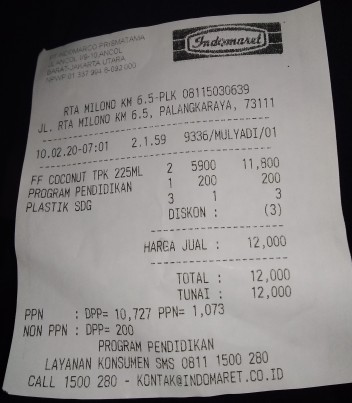 Indomaret
PT INDOMARCO PRISMATAMA
JL ANCOL
ANCOL
JAKARTA UTARA
RTA MILONO KM 6.5-PLK 08115030639
JL. RTA MILONO KM 6.5, PALANGKARAYA, 73111
10.02.20-07:01 2.1.59 9336/MULYADI/01
FF COCONUT TPK 225ML 2 5900 11,800
PROGRAM PENDIDIKAN 1 200 200
PLASTIK SDG 3 1 3
DISKON : (3)
HARGA JUAL : 12,000
TOTAL : 12,000
TUNAI : 12,000
PPN : DPP= 10,727 PPN= 1,073
NON PPN : DPP= 200
PROGRAM PENDIDIKAN
LAYANAN KONSUMEN SMS 0811 1500 280
CALL 1500 280 - KONTAK@INDOMARET.CO.ID